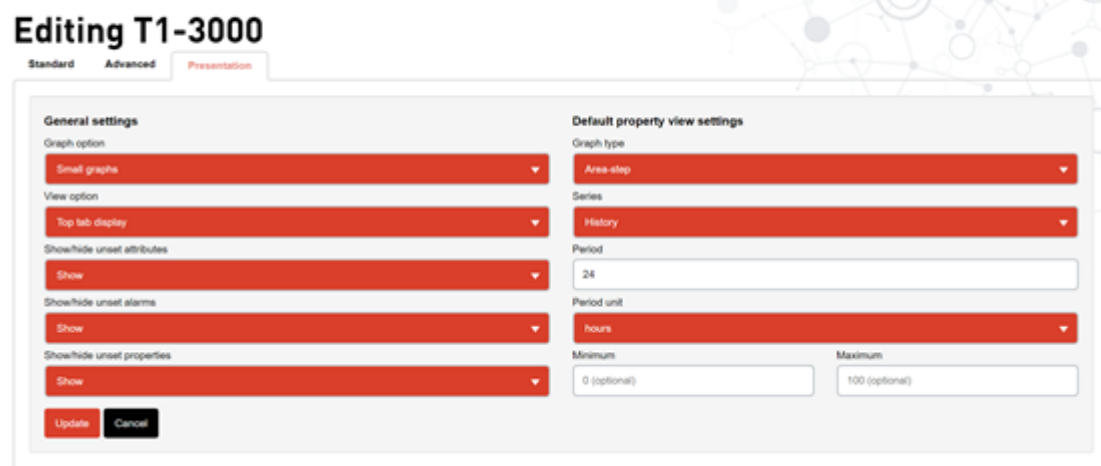 Editing T1-3000
Standard Advanced Presentation
General settings
Graph option
Small graphs
View option
Top tab display
Show/hide unset attributes
Show
Show/hide unset alarms
Show
Show/hide unset properties
Show
Update Cancel
Default property view settings
Graph type
Area-step
Series
History
Period
24
Period unit
hours
Minimum Maximum
0 (optional) 100 (optional)